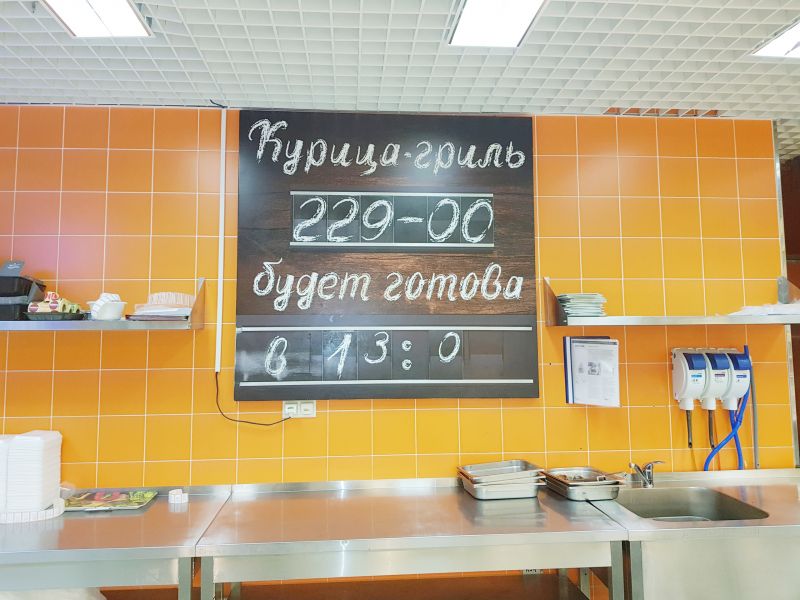 Курица-гриль
229-00
будет готова
в 13:0